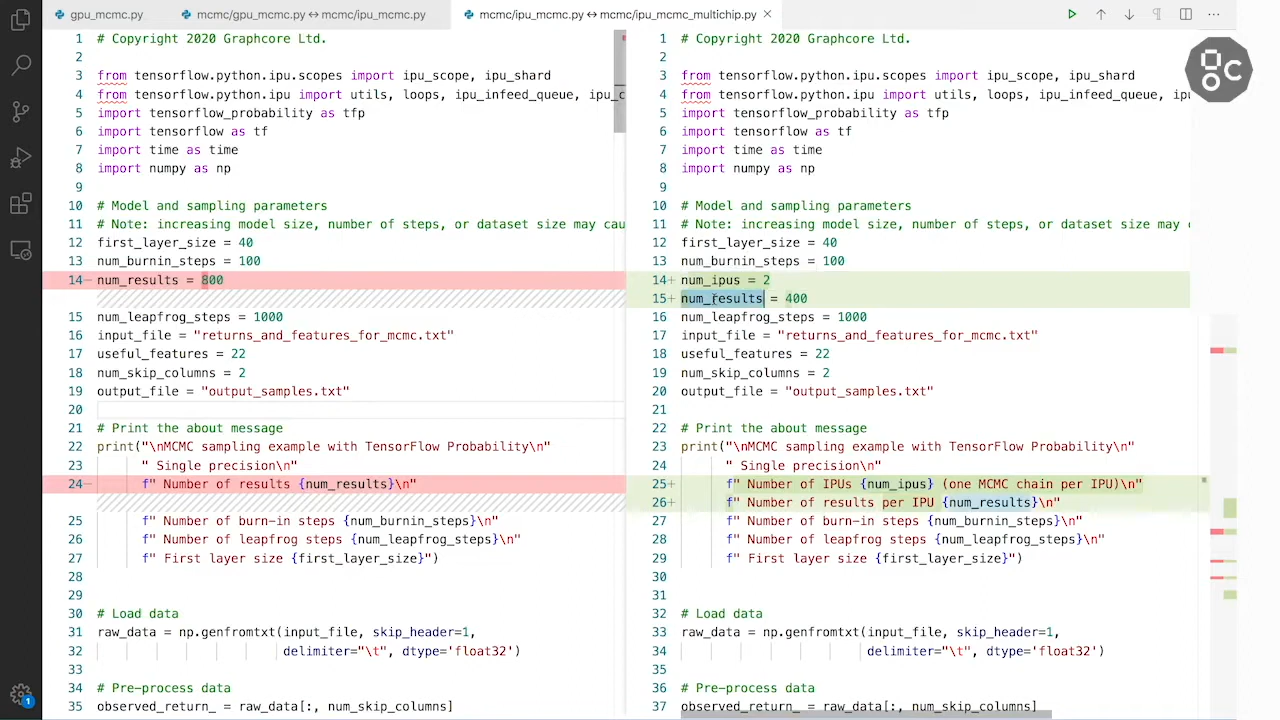 gpu_mcmc.py
mcmc/gpu_mcmc.py ↔ mcmc/ipu_mcmc.py
mcmc/ipu_mcmc.py ↔ mcmc/ipu_mcmc_multichip.py
1 # Copyright 2020 Graphcore Ltd.
2
3 from tensorflow.python.ipu.scopes import ipu_scope, ipu_shard
4 from tensorflow.python.ipu import utils, loops, ipu_infeed_queue, ipu_c
5 import tensorflow_probability as tfp
6 import tensorflow as tf
7 import time as time
8 import numpy as np
9
10 # Model and sampling parameters
11 # Note: increasing model size, number of steps, or dataset size may cau
12 first_layer_size = 40
13 num_burnin_steps = 100
14− num_results = 800
15 num_leapfrog_steps = 1000
16 input_file = "returns_and_features_for_mcmc.txt"
17 useful_features = 22
18 num_skip_columns = 2
19 output_file = "output_samples.txt"
20
21 # Print the about message
22 print("\nMCMC sampling example with TensorFlow Probability\n"
23 " Single precision\n"
24− f" Number of results {num_results}\n"
25 f" Number of burn-in steps {num_burnin_steps}\n"
26 f" Number of leapfrog steps {num_leapfrog_steps}\n"
27 f" First layer size {first_layer_size}")
28
29
30 # Load data
31 raw_data = np.genfromtxt(input_file, skip_header=1,
32 delimiter="\t", dtype='float32')
33
34 # Pre-process data
35 observed_return_ = raw_data[:, num_skip_columns]
1 # Copyright 2020 Graphcore Ltd.
2
3 from tensorflow.python.ipu.scopes import ipu_scope, ipu_shard
4 from tensorflow.python.ipu import utils, loops, ipu_infeed_queue, ipu
5 import tensorflow_probability as tfp
6 import tensorflow as tf
7 import time as time
8 import numpy as np
9
10 # Model and sampling parameters
11 # Note: increasing model size, number of steps, or dataset size may c
12 first_layer_size = 40
13 num_burnin_steps = 100
14+ num_ipus = 2
15+ num_results = 400
16 num_leapfrog_steps = 1000
17 input_file = "returns_and_features_for_mcmc.txt"
18 useful_features = 22
19 num_skip_columns = 2
20 output_file = "output_samples.txt"
21
22 # Print the about message
23 print("\nMCMC sampling example with TensorFlow Probability\n"
24 " Single precision\n"
25+ f" Number of IPUs {num_ipus} (one MCMC chain per IPU)\n"
26+ f" Number of results per IPU {num_results}\n"
27 f" Number of burn-in steps {num_burnin_steps}\n"
28 f" Number of leapfrog steps {num_leapfrog_steps}\n"
29 f" First layer size {first_layer_size}")
30
31
32 # Load data
33 raw_data = np.genfromtxt(input_file, skip_header=1,
34 delimiter="\t", dtype='float32')
35
36 # Pre-process data
37 observed_return_ = raw_data[:, num_skip_columns]
1